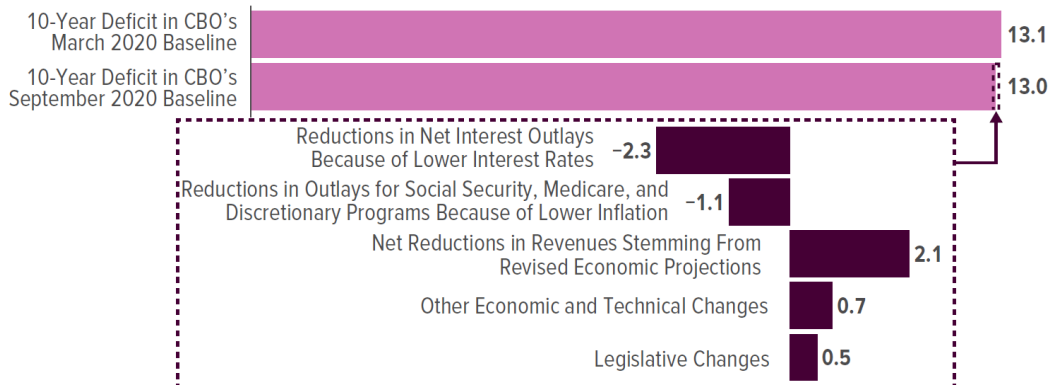 10-Year Deficit in CBO’s
March 2020 Baseline
13.1
10-Year Deficit in CBO’s
September 2020 Baseline
13.0
Reductions in Net Interest Outlays
Because of Lower Interest Rates
−2.3
Reductions in Outlays for Social Security, Medicare, and
Discretionary Programs Because of Lower Inflation
−1.1
Net Reductions in Revenues Stemming From
Revised Economic Projections
2.1
Other Economic and Technical Changes
0.7
Legislative Changes
0.5